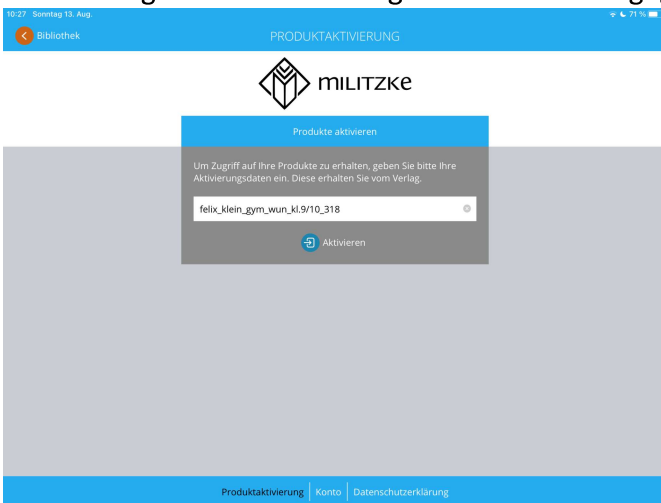 10:27 Sonntag 13. Aug.
71 %
Bibliothek
PRODUKTAKTIVIERUNG
MILITZKe
Produkte aktivieren
Um Zugriff auf Ihre Produkte zu erhalten, geben Sie bitte Ihre
Aktivierungsdaten ein. Diese erhalten Sie vom Verlag.
felix_klein_gym_wun_kl.9/10_318
Aktivieren
Produktaktivierung Konto Datenschutzerklärung